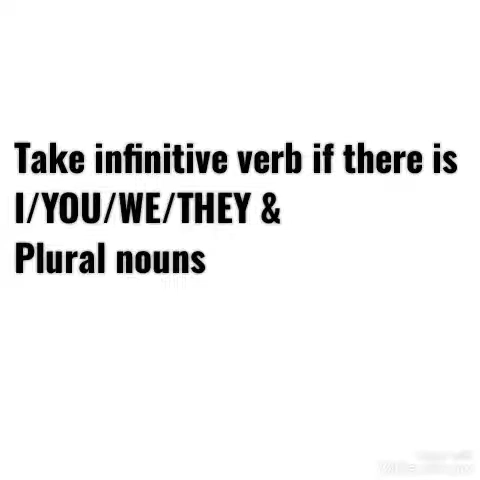 Take infinitive verb if there is
I/YOU/WE/THEY &
Plural nouns